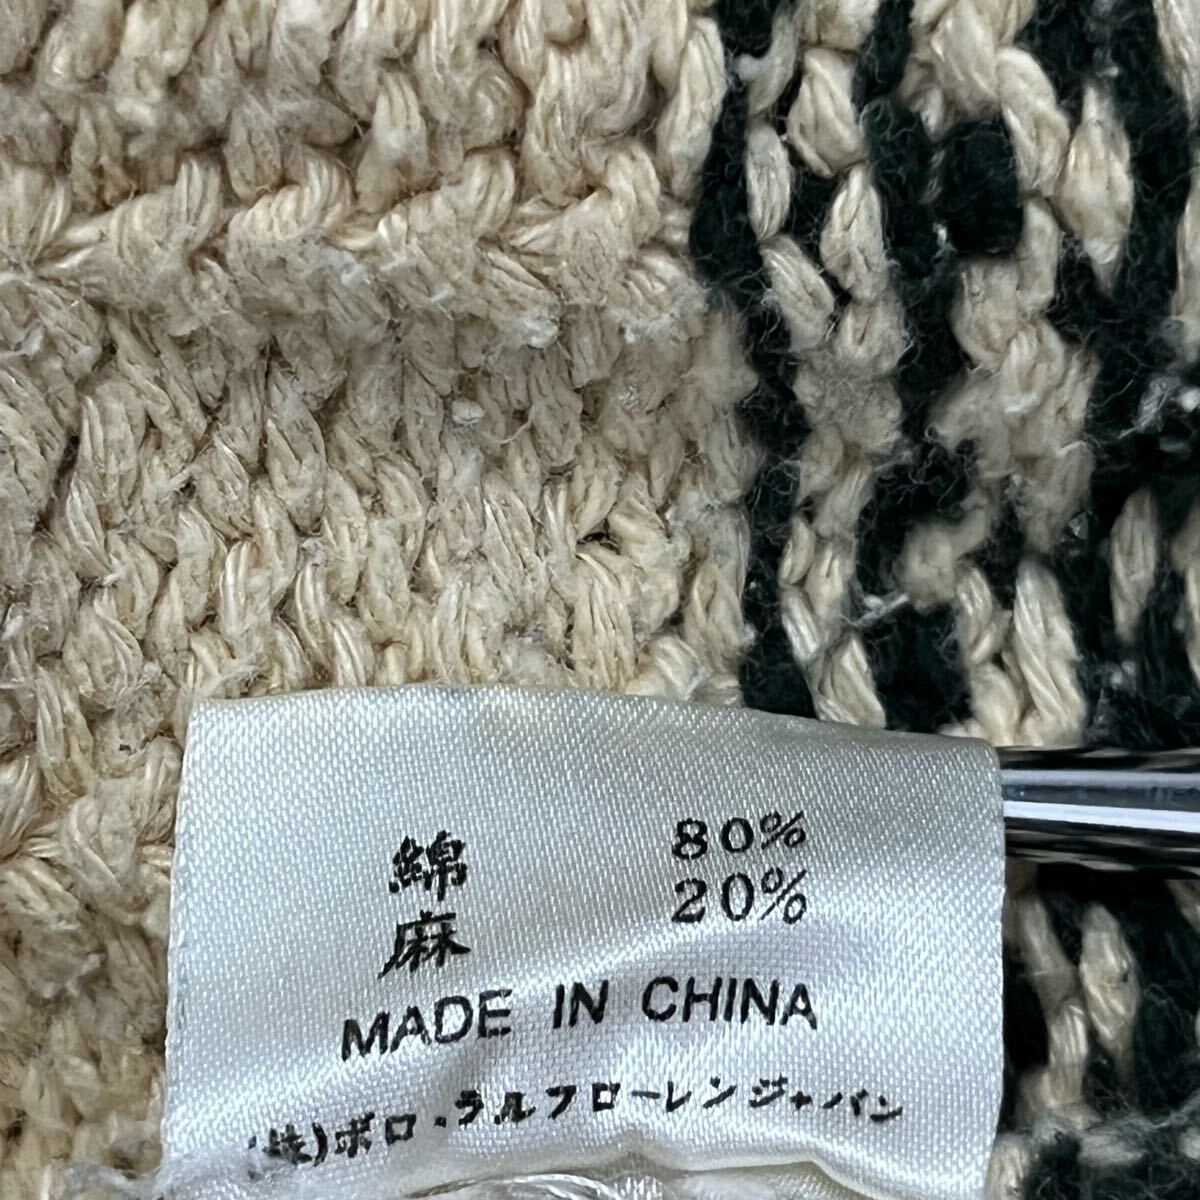 綿 80%
麻 20%
MADE IN CHINA
(株)ポロ・ラルフローレンジャパン